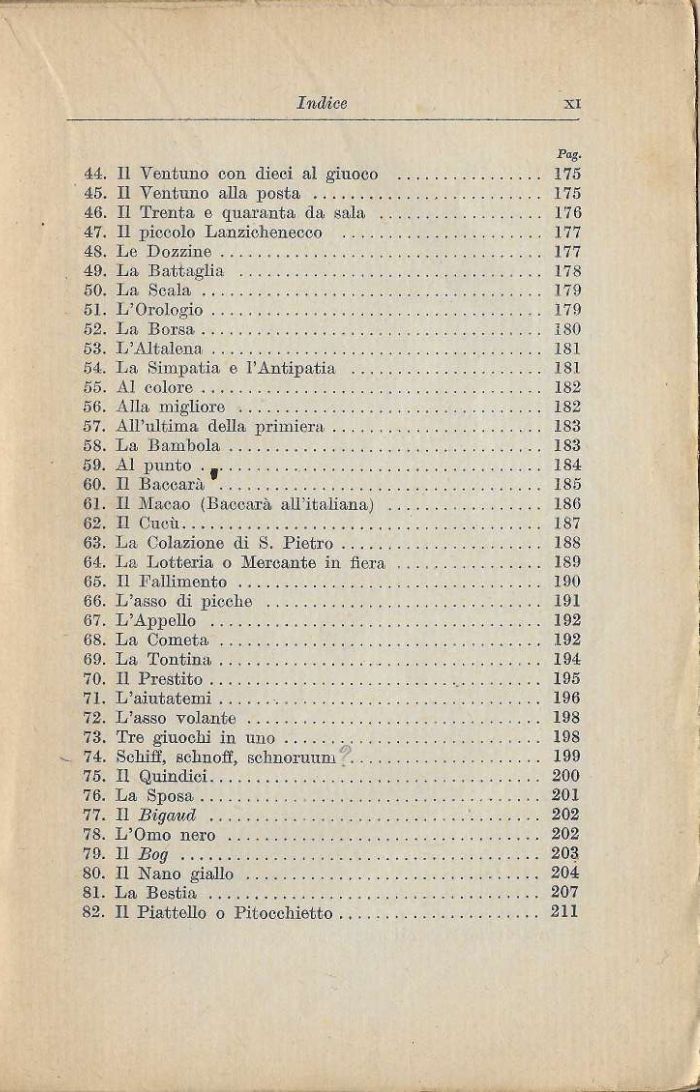 Indice XI
Pag.
44. Il Ventuno con dieci al giuoco ................ 175
45. Il Ventuno alla posta ......................... 175
46. Il Trenta e quaranta da sala .................. 176
47. Il piccolo Lanzichenecco ...................... 177
48. Le Dozzine .................................... 177
49. La Battaglia .................................. 178
50. La Scala ...................................... 179
51. L'Orologio .................................... 179
52. La Borsa ...................................... 180
53. L'Altalena .................................... 181
54. La Simpatia e l'Antipatia ..................... 181
55. Al colore ..................................... 182
56. Alla migliore ................................. 182
57. All'ultima della primiera ..................... 183
58. La Bambola .................................... 183
59. Al punto ...................................... 184
60. Il Baccarà .................................... 185
61. Il Macao (Baccarà all'italiana) ............... 186
62. Il Cucù ....................................... 187
63. La Colazione di S. Pietro ..................... 188
64. La Lotteria o Mercante in fiera ............... 189
65. Il Fallimento ................................. 190
66. L'asso di picche .............................. 191
67. L'Appello ..................................... 192
68. La Cometa ..................................... 192
69. La Tontina .................................... 194
70. Il Prestito ................................... 195
71. L'aiutatemi ................................... 196
72. L'asso volante ................................ 198
73. Tre giuochi in uno ............................ 198
74. Schiff, schnoff, schnoruum ? .................. 199
75. Il Quindici ................................... 200
76. La Sposa ...................................... 201
77. Il Bigaud ..................................... 202
78. L'Omo nero .................................... 202
79. Il Bog ........................................ 203
80. Il Nano giallo ................................ 204
81. La Bestia ..................................... 207
82. Il Piattello o Pitocchietto ................... 211